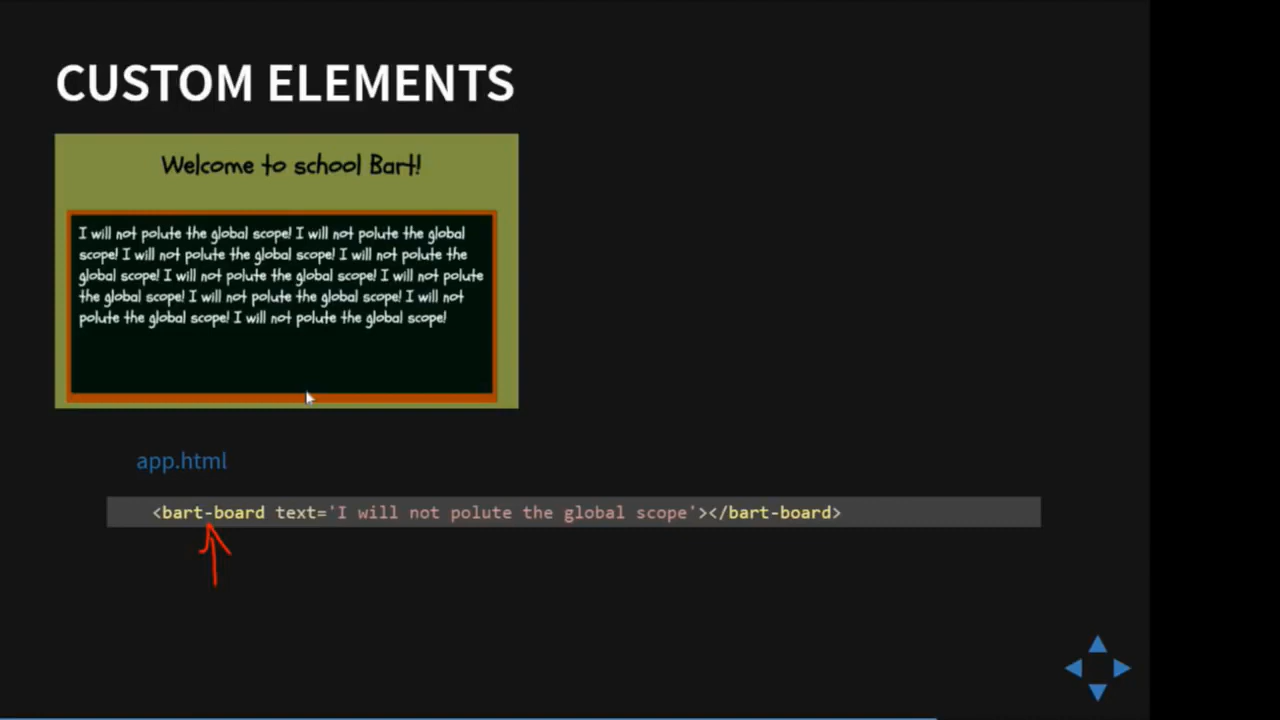 CUSTOM ELEMENTS
Welcome to school Bart!
I will not polute the global scope! I will not polute the global
scope! I will not polute the global scope! I will not polute the
global scope! I will not polute the global scope! I will not polute
the global scope! I will not polute the global scope! I will not
polute the global scope! I will not polute the global scope!
app.html
<bart-board text='I will not polute the global scope'></bart-board>